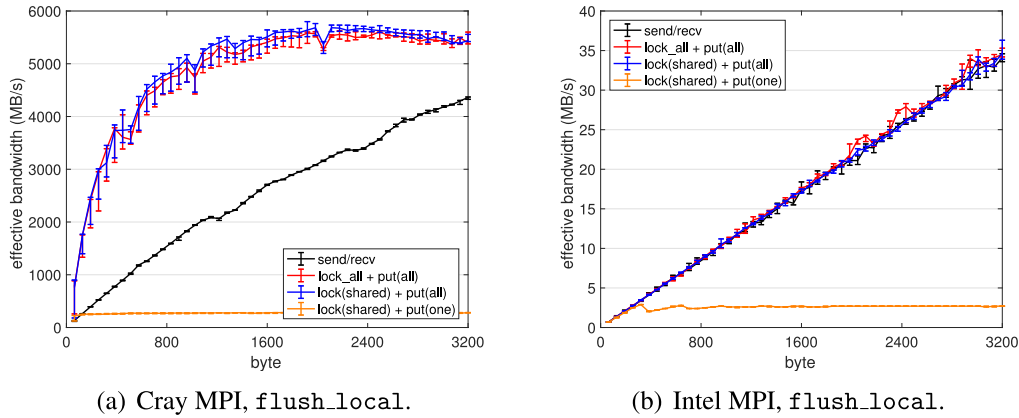 6000
5000
4000
3000
2000
1000
0
effective bandwidth (MB/s)
send/recv
lock_all + put(all)
lock(shared) + put(all)
lock(shared) + put(one)
0 800 1600 2400 3200
byte
(a) Cray MPI, flush_local.
40
35
30
25
20
15
10
5
0
effective bandwidth (MB/s)
send/recv
lock_all + put(all)
lock(shared) + put(all)
lock(shared) + put(one)
0 800 1600 2400 3200
byte
(b) Intel MPI, flush_local.